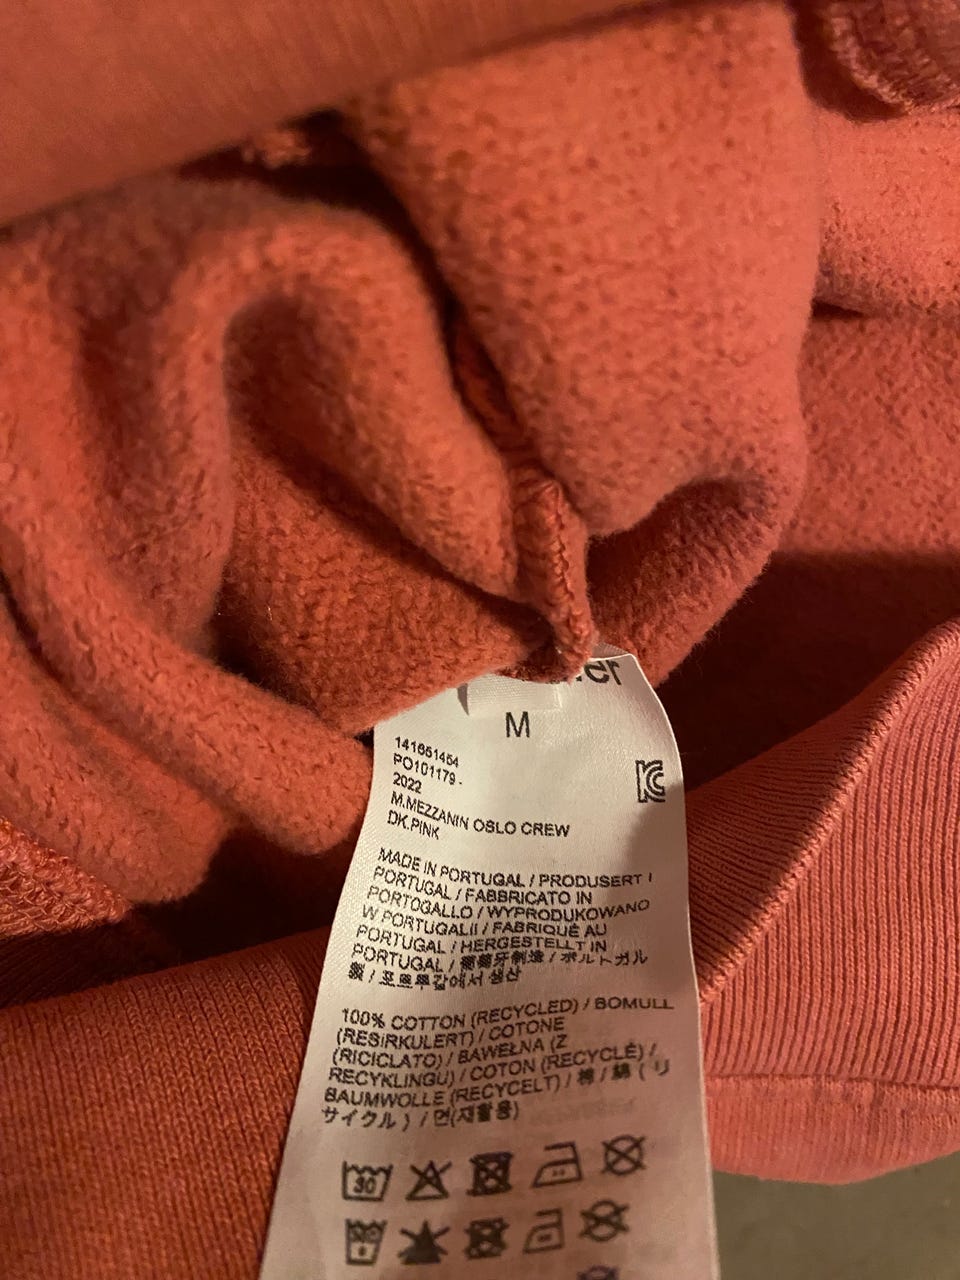 er
M
141651454
PO101179-
2022
M.MEZZANIN OSLO CREW
DK.PINK
MADE IN PORTUGAL / PRODUSERT I
PORTUGAL / FABBRICATO IN
PORTOGALLO / WYPRODUKOWANO
W PORTUGALII / FABRIQUÉ AU
PORTUGAL / HERGESTELLT IN
PORTUGAL / 葡萄牙制造 / ポルトガル
製 / 포르투갈에서 생산
100% COTTON (RECYCLED) / BOMULL
(RESIRKULERT) / COTONE
(RICICLATO) / BAWEŁNA (Z
RECYKLINGU) / COTON (RECYCLÉ) /
BAUMWOLLE (RECYCELT) / 棉 / 綿 ( リ
サイクル ) / 면(재활용)
30